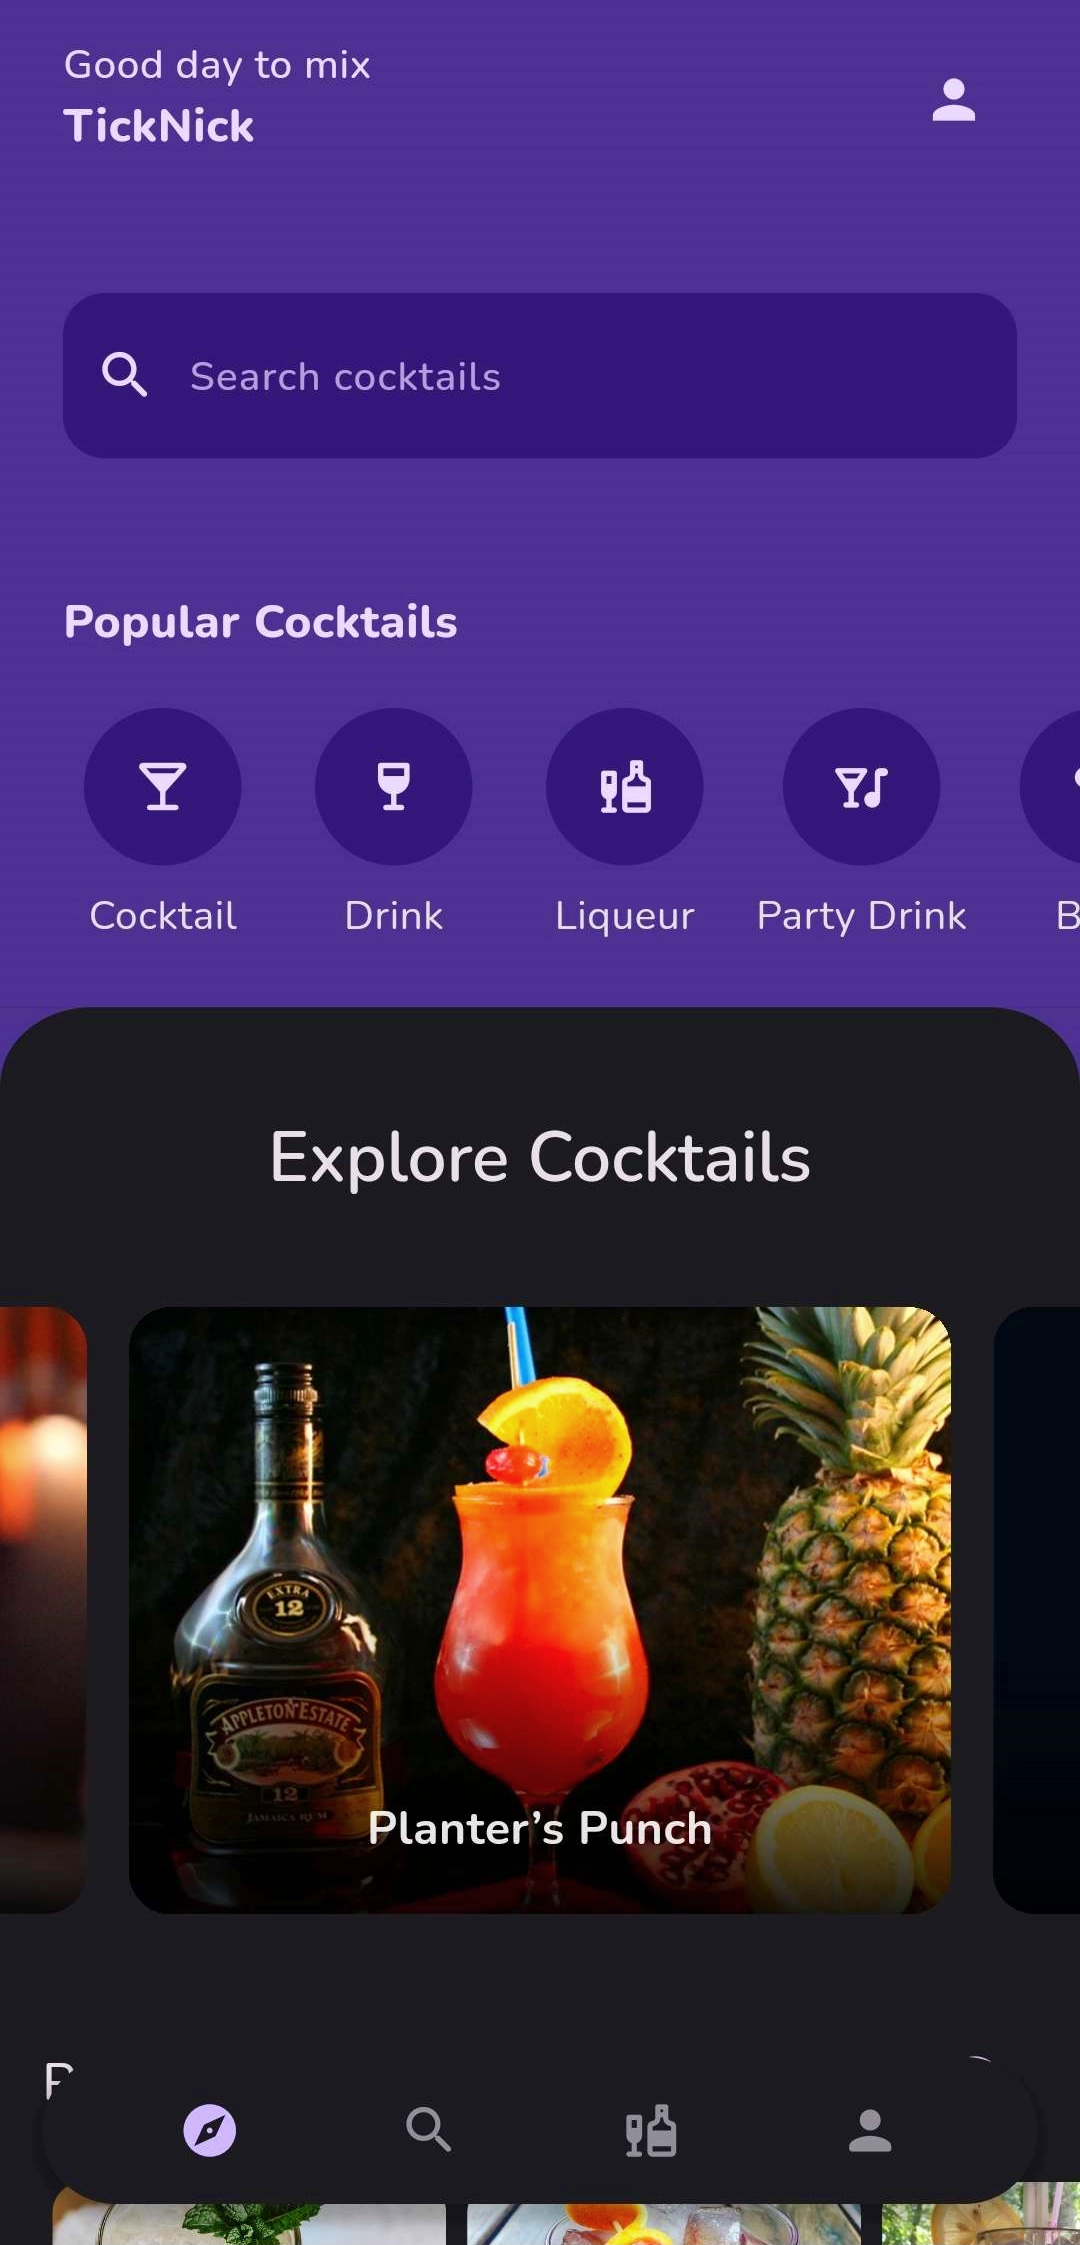 Good day to mix
TickNick
Search cocktails
Popular Cocktails
Cocktail
Drink
Liqueur
Party Drink
Explore Cocktails
EXTRA
12
APPLETON ESTATE
12
JAMAICA RUM
Planter’s Punch